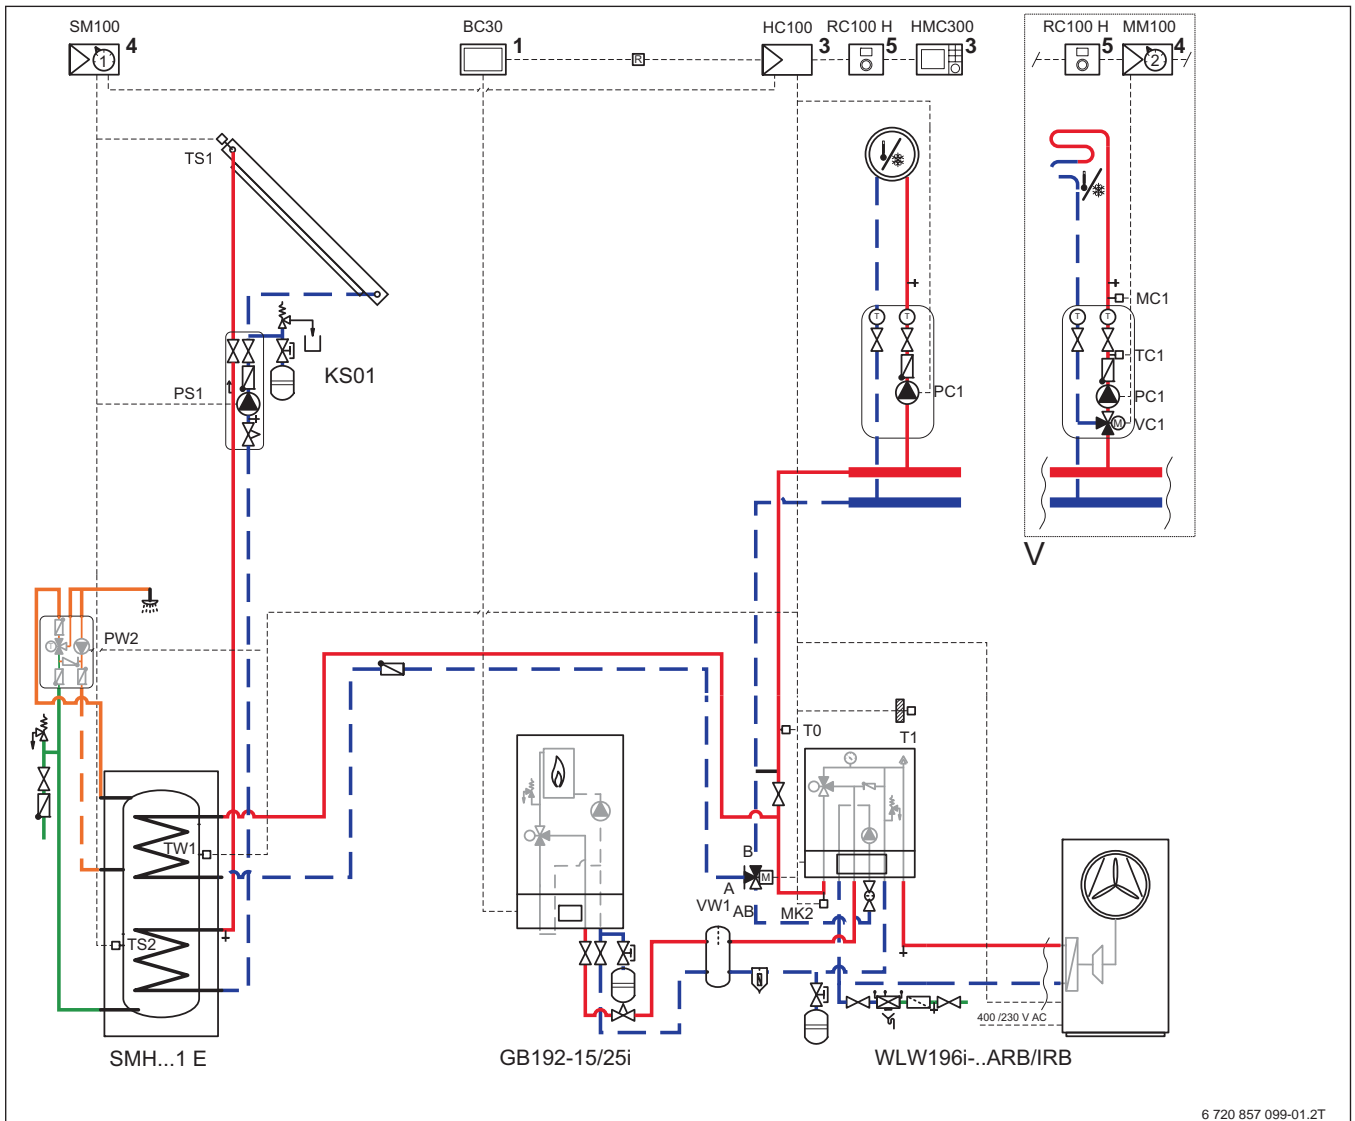 SM100 BC30 HC100 RC100 H HMC300 RC100 H MM100
4 1 3 5 3 5 4
1 R 2
TS1
T T T T MC1
KS01 TC1
PS1 PC1 PC1
M VC1
V
PW2
T
T0 T1
TW1 B
M
A
VW1 AB MK2
TS2
400 /230 V AC
SMH...1 E GB192-15/25i WLW196i-..ARB/IRB
6 720 857 099-01.2T